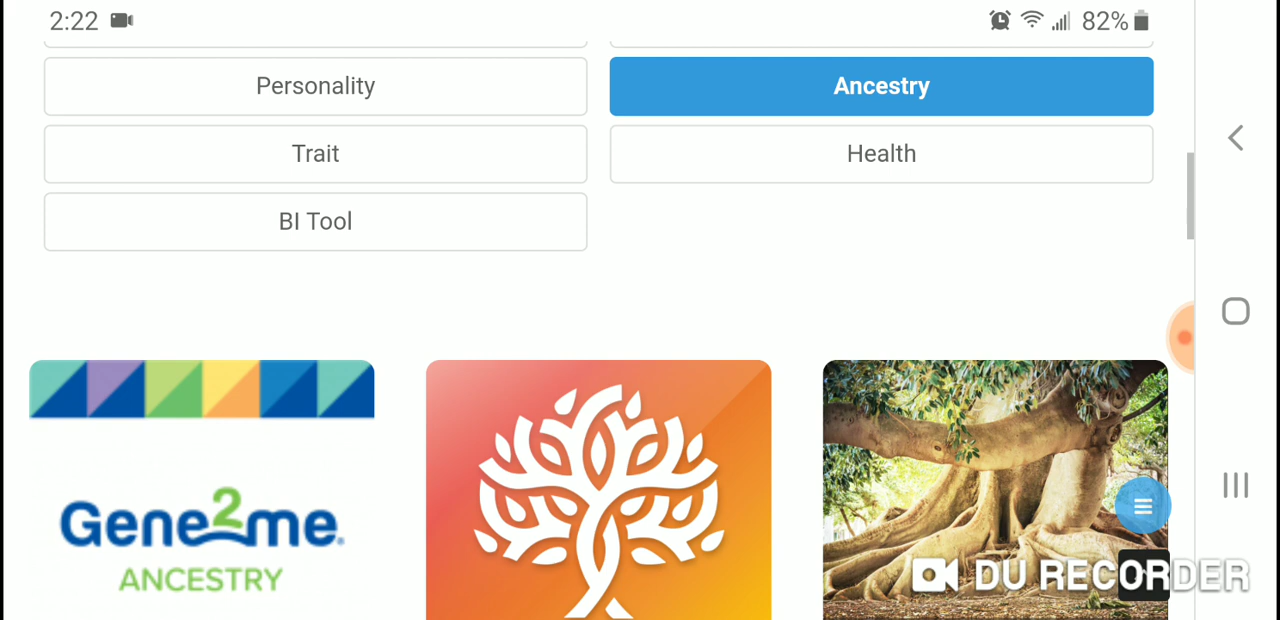 2:22 82%
Personality Ancestry
Trait Health
BI Tool
Gene2me.
ANCESTRY
DU RECORDER